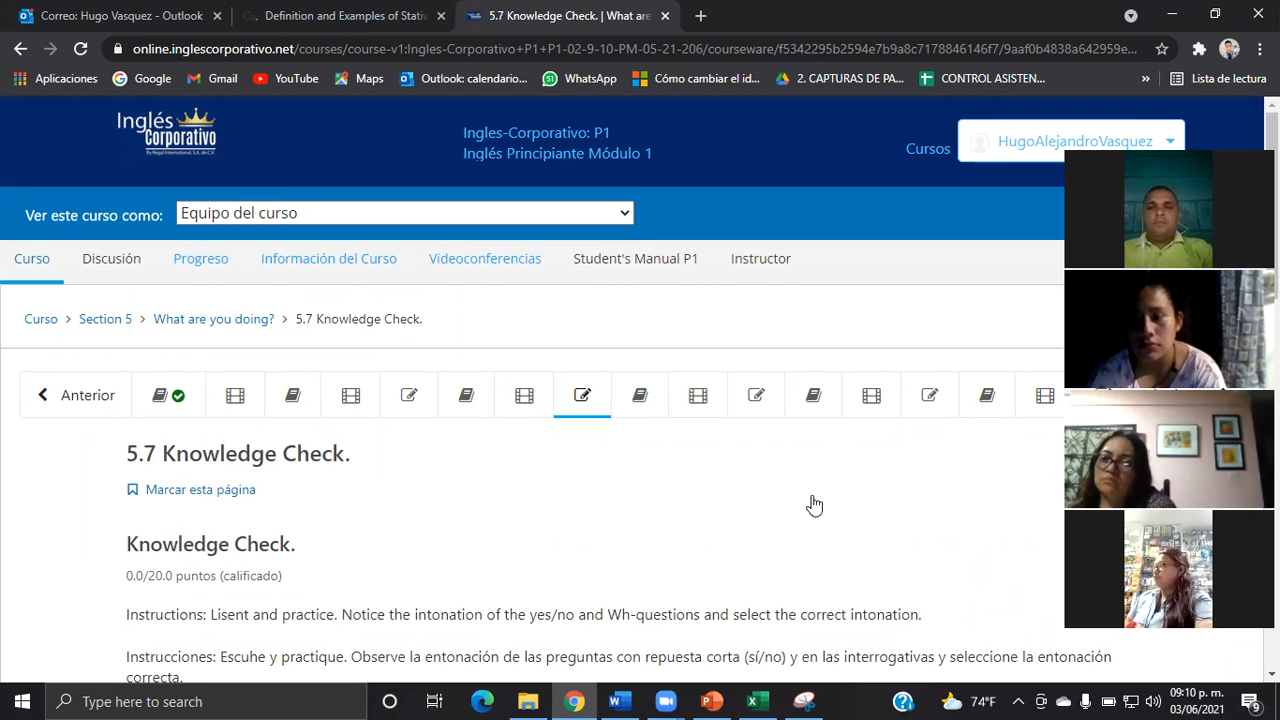 Correo: Hugo Vasquez - Outlook
Definition and Examples of Stativ
5.7 Knowledge Check. | What are
online.inglescorporativo.net/courses/course-v1:Ingles-Corporativo+P1+P1-02-9-10-PM-05-21-206/courseware/f5342295b2594e7b9a8c7178846146f7/9aaf0b4838a642959e...
Aplicaciones
Google
Gmail
YouTube
Maps
Outlook: calendario...
WhatsApp
Cómo cambiar el id...
2. CAPTURAS DE PA...
CONTROL ASISTEN...
»
Lista de lectura
Inglés
Corporativo
By Regal International, S.A. de C.V.
Ingles-Corporativo: P1
Inglés Principiante Módulo 1
Cursos
HugoAlejandroVasquez
Ver este curso como:
Equipo del curso
Curso
Discusión
Progreso
Información del Curso
Videoconferencias
Student's Manual P1
Instructor
Curso > Section 5 > What are you doing? > 5.7 Knowledge Check.
Anterior
5.7 Knowledge Check.
Marcar esta página
Knowledge Check.
0.0/20.0 puntos (calificado)
Instructions: Lisent and practice. Notice the intonation of the yes/no and Wh-questions and select the correct intonation.
Instrucciones: Escuhe y practique. Observe la entonación de las preguntas con repuesta corta (sí/no) y en las interrogativas y seleccione la entonación
correcta.
Type here to search
74°F
09:10 p. m.
03/06/2021
9